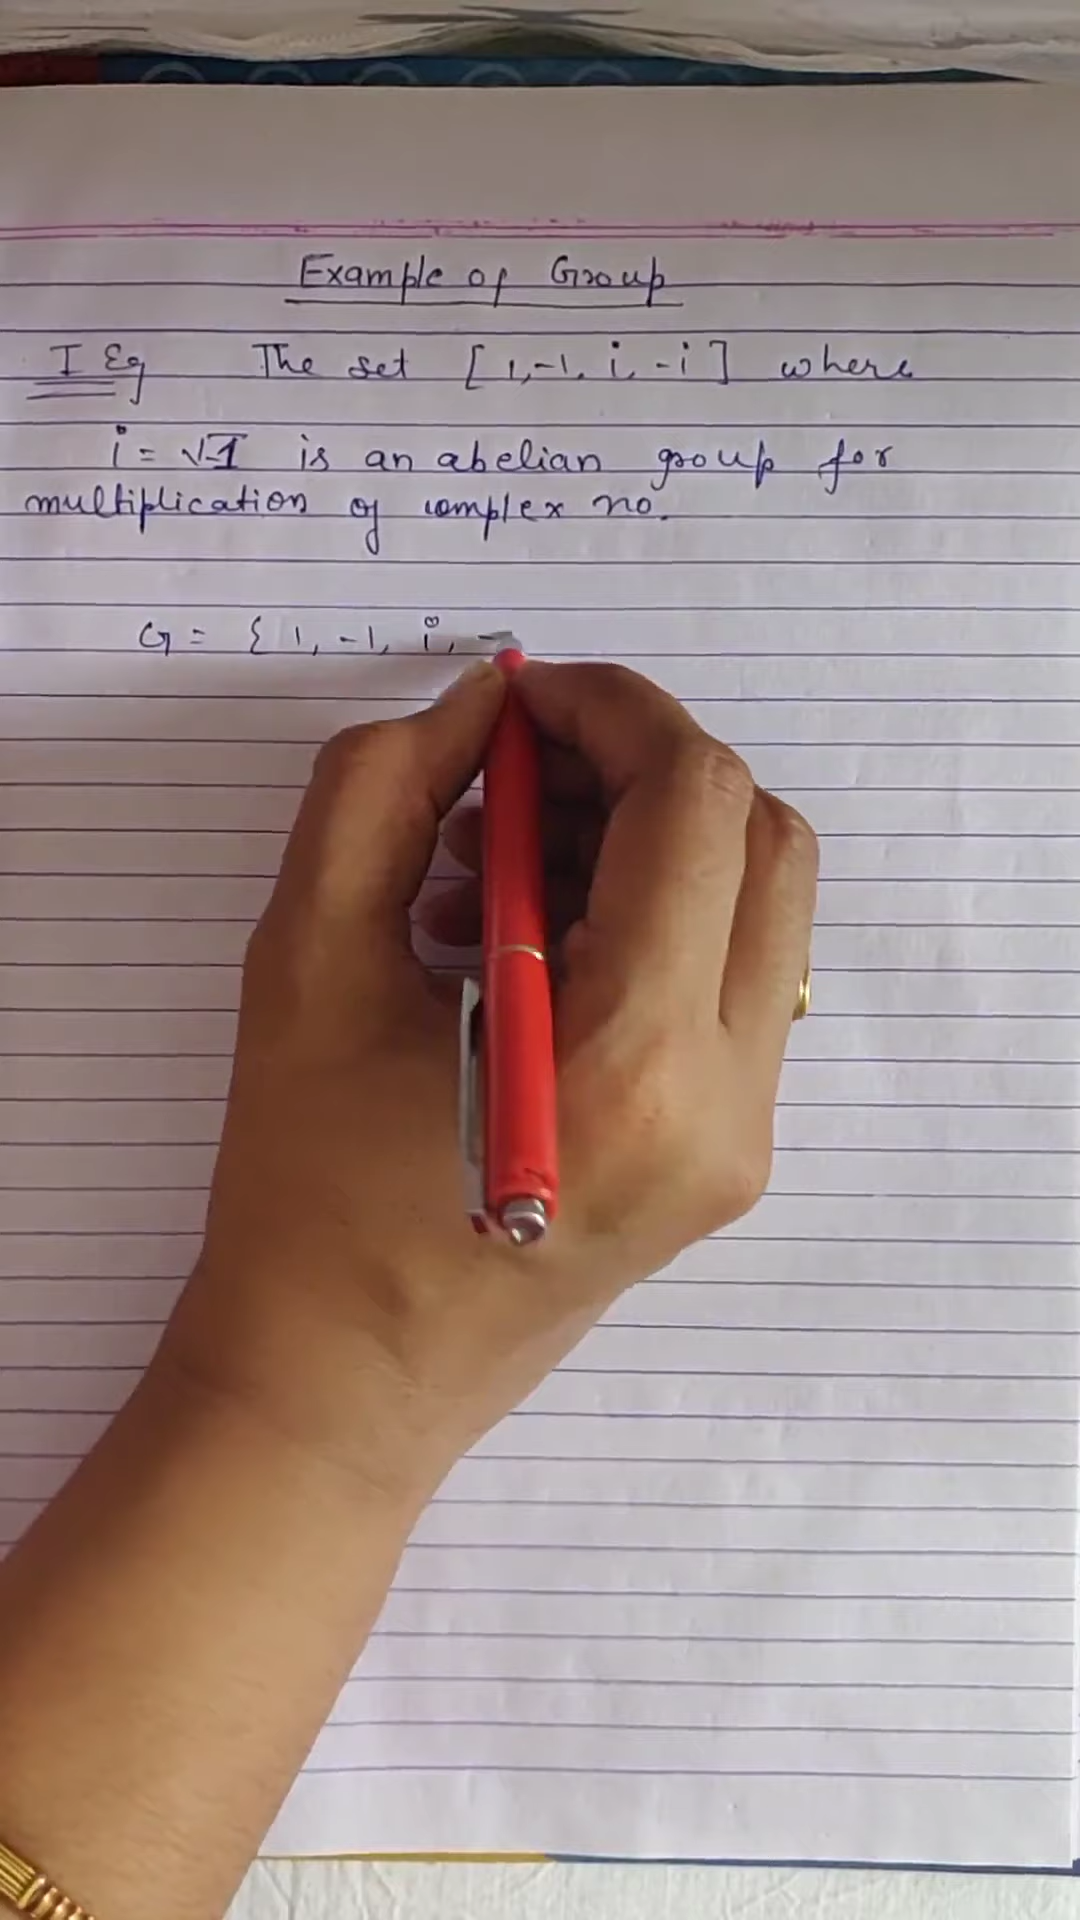 Example of Group
I Eg The set [1,-1, i, -i] where
i = √-1 is an abelian group for
multiplication of complex no.
G = { 1, -1, i, -